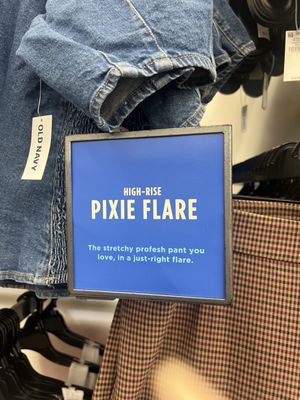 OLD NAVY
HIGH-RISE
PIXIE FLARE
The stretchy profesh pant you
love, in a just-right flare.